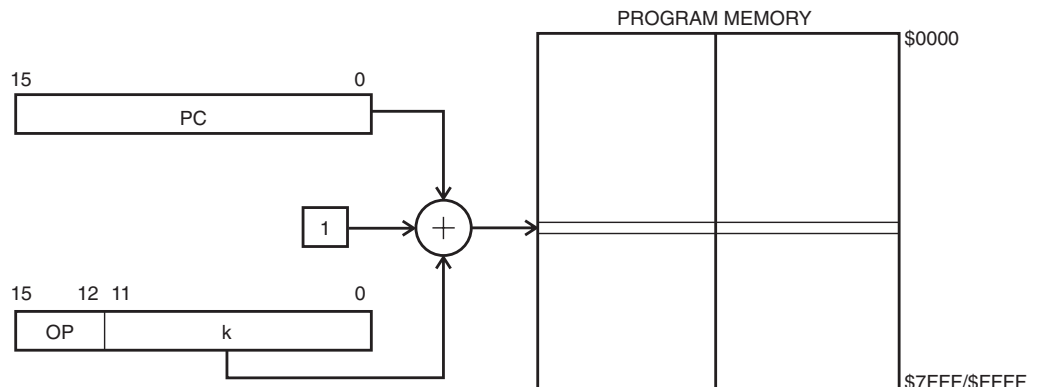 PROGRAM MEMORY
$0000
15 0
PC
1
+
15 12 11 0
OP k
$7FFF/$FFFF